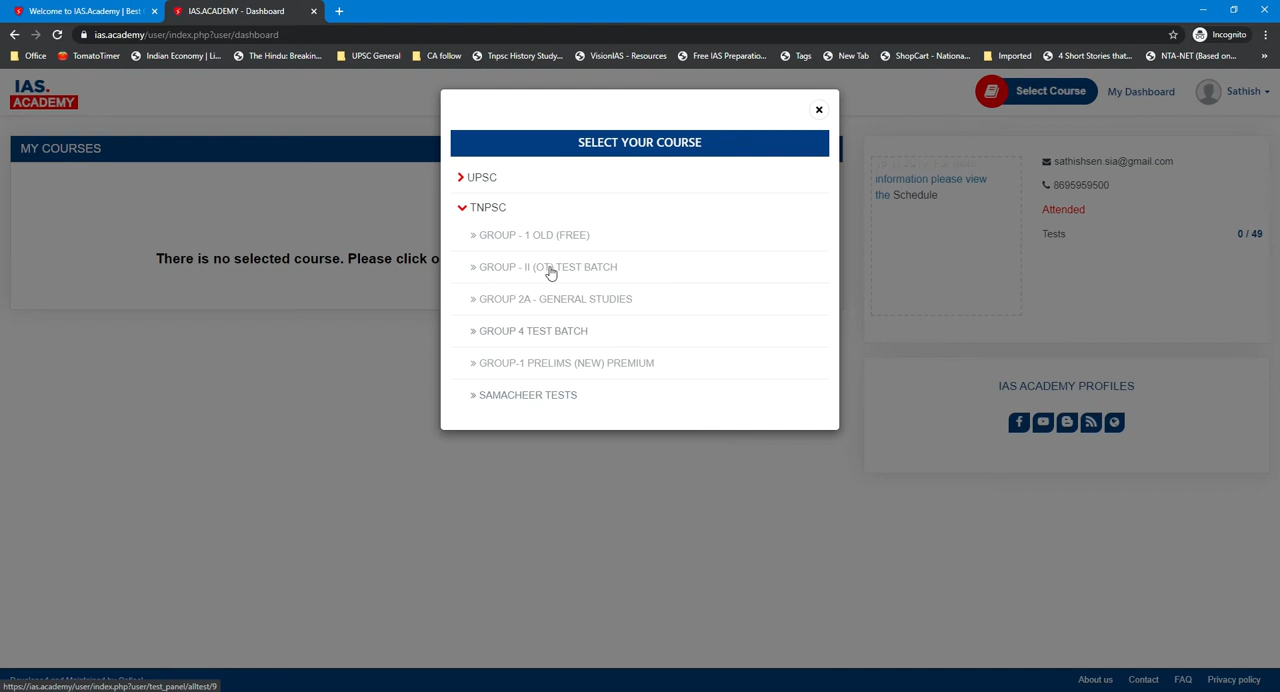 Welcome to IAS.Academy | Best
IAS.ACADEMY - Dashboard
ias.academy/user/index.php?user/dashboard
Incognito
Office
TomatoTimer
Indian Economy | Li...
The Hindu: Breakin...
UPSC General
CA follow
Tnpsc History Study...
VisionIAS - Resources
Free IAS Preparatio...
Tags
New Tab
ShopCart - Nationa...
Imported
4 Short Stories that...
NTA-NET (Based on...
IAS.
ACADEMY
Select Course
My Dashboard
Sathish
MY COURSES
There is no selected course. Please click o
SELECT YOUR COURSE
UPSC
TNPSC
» GROUP - 1 OLD (FREE)
» GROUP - II (OT) TEST BATCH
» GROUP 2A - GENERAL STUDIES
» GROUP 4 TEST BATCH
» GROUP-1 PRELIMS (NEW) PREMIUM
» SAMACHEER TESTS
information please view
the Schedule
sathishsen.sia@gmail.com
8695959500
Attended
Tests 0 / 49
IAS ACADEMY PROFILES
https://ias.academy/user/index.php?user/test_panel/alltest/9
About us
Contact
FAQ
Privacy policy